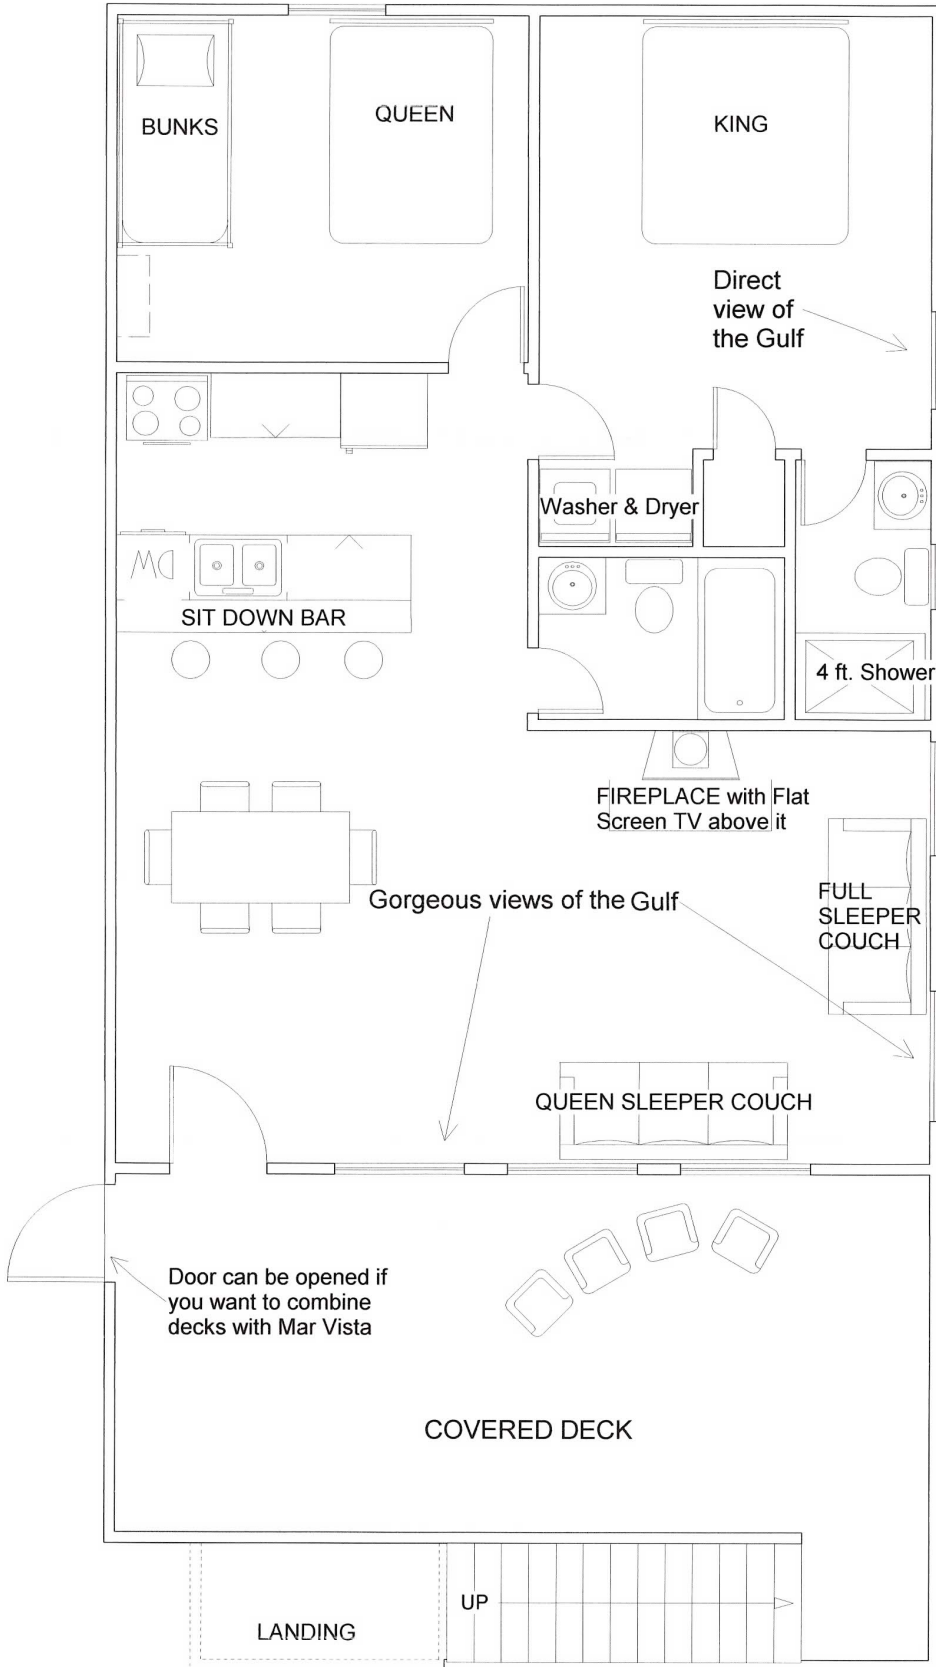 BUNKS
QUEEN
KING
Direct
view of
the Gulf
Washer & Dryer
DW
SIT DOWN BAR
4 ft. Shower
FIREPLACE with Flat
Screen TV above it
Gorgeous views of the Gulf
FULL
SLEEPER
COUCH
QUEEN SLEEPER COUCH
Door can be opened if
you want to combine
decks with Mar Vista
COVERED DECK
UP
LANDING